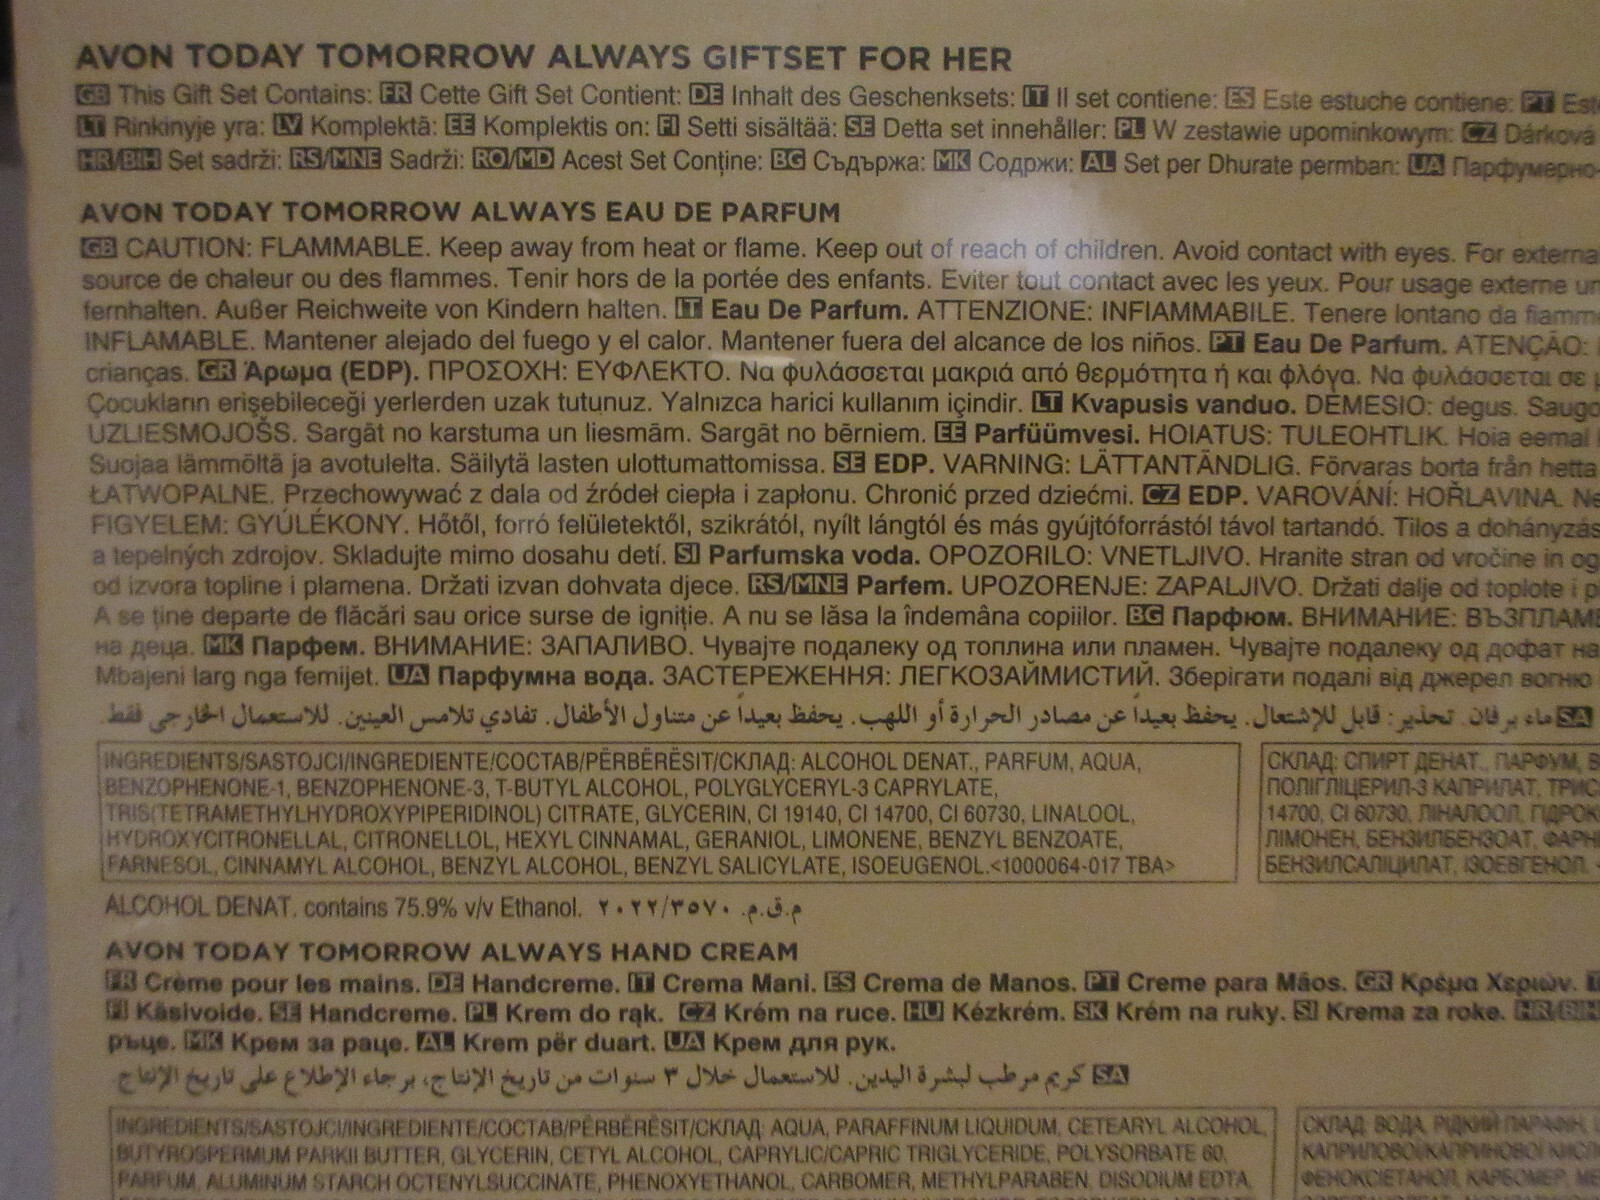 AVON TODAY TOMORROW ALWAYS GIFTSET FOR HER
GB This Gift Set Contains: FR Cette Gift Set Contient: DE Inhalt des Geschenksets: IT Il set contiene: ES Este estuche contiene: PT
LT Rinkinyje yra: LV Komplektā: EE Komplektis on: FI Setti sisältää: SE Detta set innehåller: PL W zestawie upominkowym: CZ Dárková
HR/BIH Set sadrži: RS/MNE Sadrži: RO/MD Acest Set Conține: BG Съдържа: MK Содржи: AL Set per Dhurate permban: UA Парфумерно-
AVON TODAY TOMORROW ALWAYS EAU DE PARFUM
GB CAUTION: FLAMMABLE. Keep away from heat or flame. Keep out of reach of children. Avoid contact with eyes. For externa
source de chaleur ou des flammes. Tenir hors de la portée des enfants. Eviter tout contact avec les yeux. Pour usage externe
fernhalten. Außer Reichweite von Kindern halten. IT Eau De Parfum. ATTENZIONE: INFIAMMABILE. Tenere lontano da fiamm
INFLAMABLE. Mantener alejado del fuego y el calor. Mantener fuera del alcance de los niños. PT Eau De Parfum. ATENÇÃO:
crianças. GR Άρωμα (EDP). ΠΡΟΣΟΧΗ: ΕΥΦΛΕΚΤΟ. Να φυλάσσεται μακριά από θερμότητα ή και φλόγα. Να φυλάσσεται σε
Çocukların erişebileceği yerlerden uzak tutunuz. Yalnızca harici kullanım içindir. LT Kvapusis vanduo. DĖMESIO: degus. Saugo
UZLIESMOJOŠS. Sargāt no karstuma un liesmām. Sargāt no bērniem. EE Parfüümvesi. HOIATUS: TULEOHTLIK. Hoia eemal
Suojaa lämmöltä ja avotulelta. Säilytä lasten ulottumattomissa. SE EDP. VARNING: LÄTTANTÄNDLIG. Förvaras borta från hetta
ŁATWOPALNE. Przechowywać z dala od źródeł ciepła i zapłonu. Chronić przed dziećmi. CZ EDP. VAROVÁNÍ: HOŘLAVINA. Ne
FIGYELEM: GYÚLÉKONY. Hőtől, forró felületektől, szikrától, nyílt lángtól és más gyújtóforrástól távol tartandó. Tilos a dohányzás
a tepelných zdrojov. Skladujte mimo dosahu detí. SI Parfumska voda. OPOZORILO: VNETLJIVO. Hranite stran od vročine in og
od izvora topline i plamena. Držati izvan dohvata djece. RS/MNE Parfem. UPOZORENJE: ZAPALJIVO. Držati dalje od toplote i
A se ține departe de flăcări sau orice surse de igniție. A nu se lăsa la îndemâna copiilor. BG Парфюм. ВНИМАНИЕ: ВЪЗПЛАМЕ
на деца. MK Парфем. ВНИМАНИЕ: ЗАПАЛИВО. Чувајте подалеку од топлина или пламен. Чувајте подалеку од дофат на
Mbajeni larg nga femijet. UA Парфумна вода. ЗАСТЕРЕЖЕННЯ: ЛЕГКОЗАЙМИСТИЙ. Зберігати подалі від джерел вогню
SA ماء برفان. تحذير: قابل للإشتعال. يحفظ بعيداً عن مصادر الحرارة أو اللهب. يحفظ بعيداً عن متناول الأطفال. تفادي تلامس العينين. للاستعمال الخارجي فقط.
INGREDIENTS/SASTOJCI/INGREDIENTE/СОСТАВ/PËRBËRËSIT/СКЛАД: ALCOHOL DENAT., PARFUM, AQUA,
BENZOPHENONE-1, BENZOPHENONE-3, T-BUTYL ALCOHOL, POLYGLYCERYL-3 CAPRYLATE,
TRIS(TETRAMETHYLHYDROXYPIPERIDINOL) CITRATE, GLYCERIN, CI 19140, CI 14700, CI 60730, LINALOOL,
HYDROXYCITRONELLAL, CITRONELLOL, HEXYL CINNAMAL, GERANIOL, LIMONENE, BENZYL BENZOATE,
FARNESOL, CINNAMYL ALCOHOL, BENZYL ALCOHOL, BENZYL SALICYLATE, ISOEUGENOL.<1000064-017 TBA>
СКЛАД: СПИРТ ДЕНАТ., ПАРФУМ,
ПОЛІГЛІЦЕРИЛ-3 КАПРИЛАТ, ТРИС
14700, CI 60730, ЛІНАЛООЛ, ГІДРОК
ЛІМОНЕН, БЕНЗИЛБЕНЗОАТ, ФАРН
БЕНЗИЛСАЛІЦИЛАТ, ІЗОЕВГЕНОЛ.
ALCOHOL DENAT. contains 75.9% v/v Ethanol. م.ق.م. ٢٠٢٢/٣٥٧٠
AVON TODAY TOMORROW ALWAYS HAND CREAM
FR Crème pour les mains. DE Handcreme. IT Crema Mani. ES Crema de Manos. PT Creme para Mãos. GR Κρέμα Χεριών.
FI Käsivoide. SE Handcreme. PL Krem do rąk. CZ Krém na ruce. HU Kézkrém. SK Krém na ruky. SI Krema za roke. HR/BIH
ръце. MK Крем за раце. AL Krem për duart. UA Крем для рук.
SA كريم مرطب لبشرة اليدين. للاستعمال خلال ٣ سنوات من تاريخ الإنتاج، برجاء الإطلاع على تاريخ الإنتاج
INGREDIENTS/SASTOJCI/INGREDIENTE/СОСТАВ/PËRBËRËSIT/СКЛАД: AQUA, PARAFFINUM LIQUIDUM, CETEARYL ALCOHOL,
BUTYROSPERMUM PARKII BUTTER, GLYCERIN, CETYL ALCOHOL, CAPRYLIC/CAPRIC TRIGLYCERIDE, POLYSORBATE 60,
PARFUM, ALUMINUM STARCH OCTENYLSUCCINATE, PHENOXYETHANOL, CARBOMER, METHYLPARABEN, DISODIUM EDTA,
СКЛАД: ВОДА, РІДКИЙ ПАРАФІН,
ФЕНОКСІЕТАНОЛ, КАРБОМЕР,